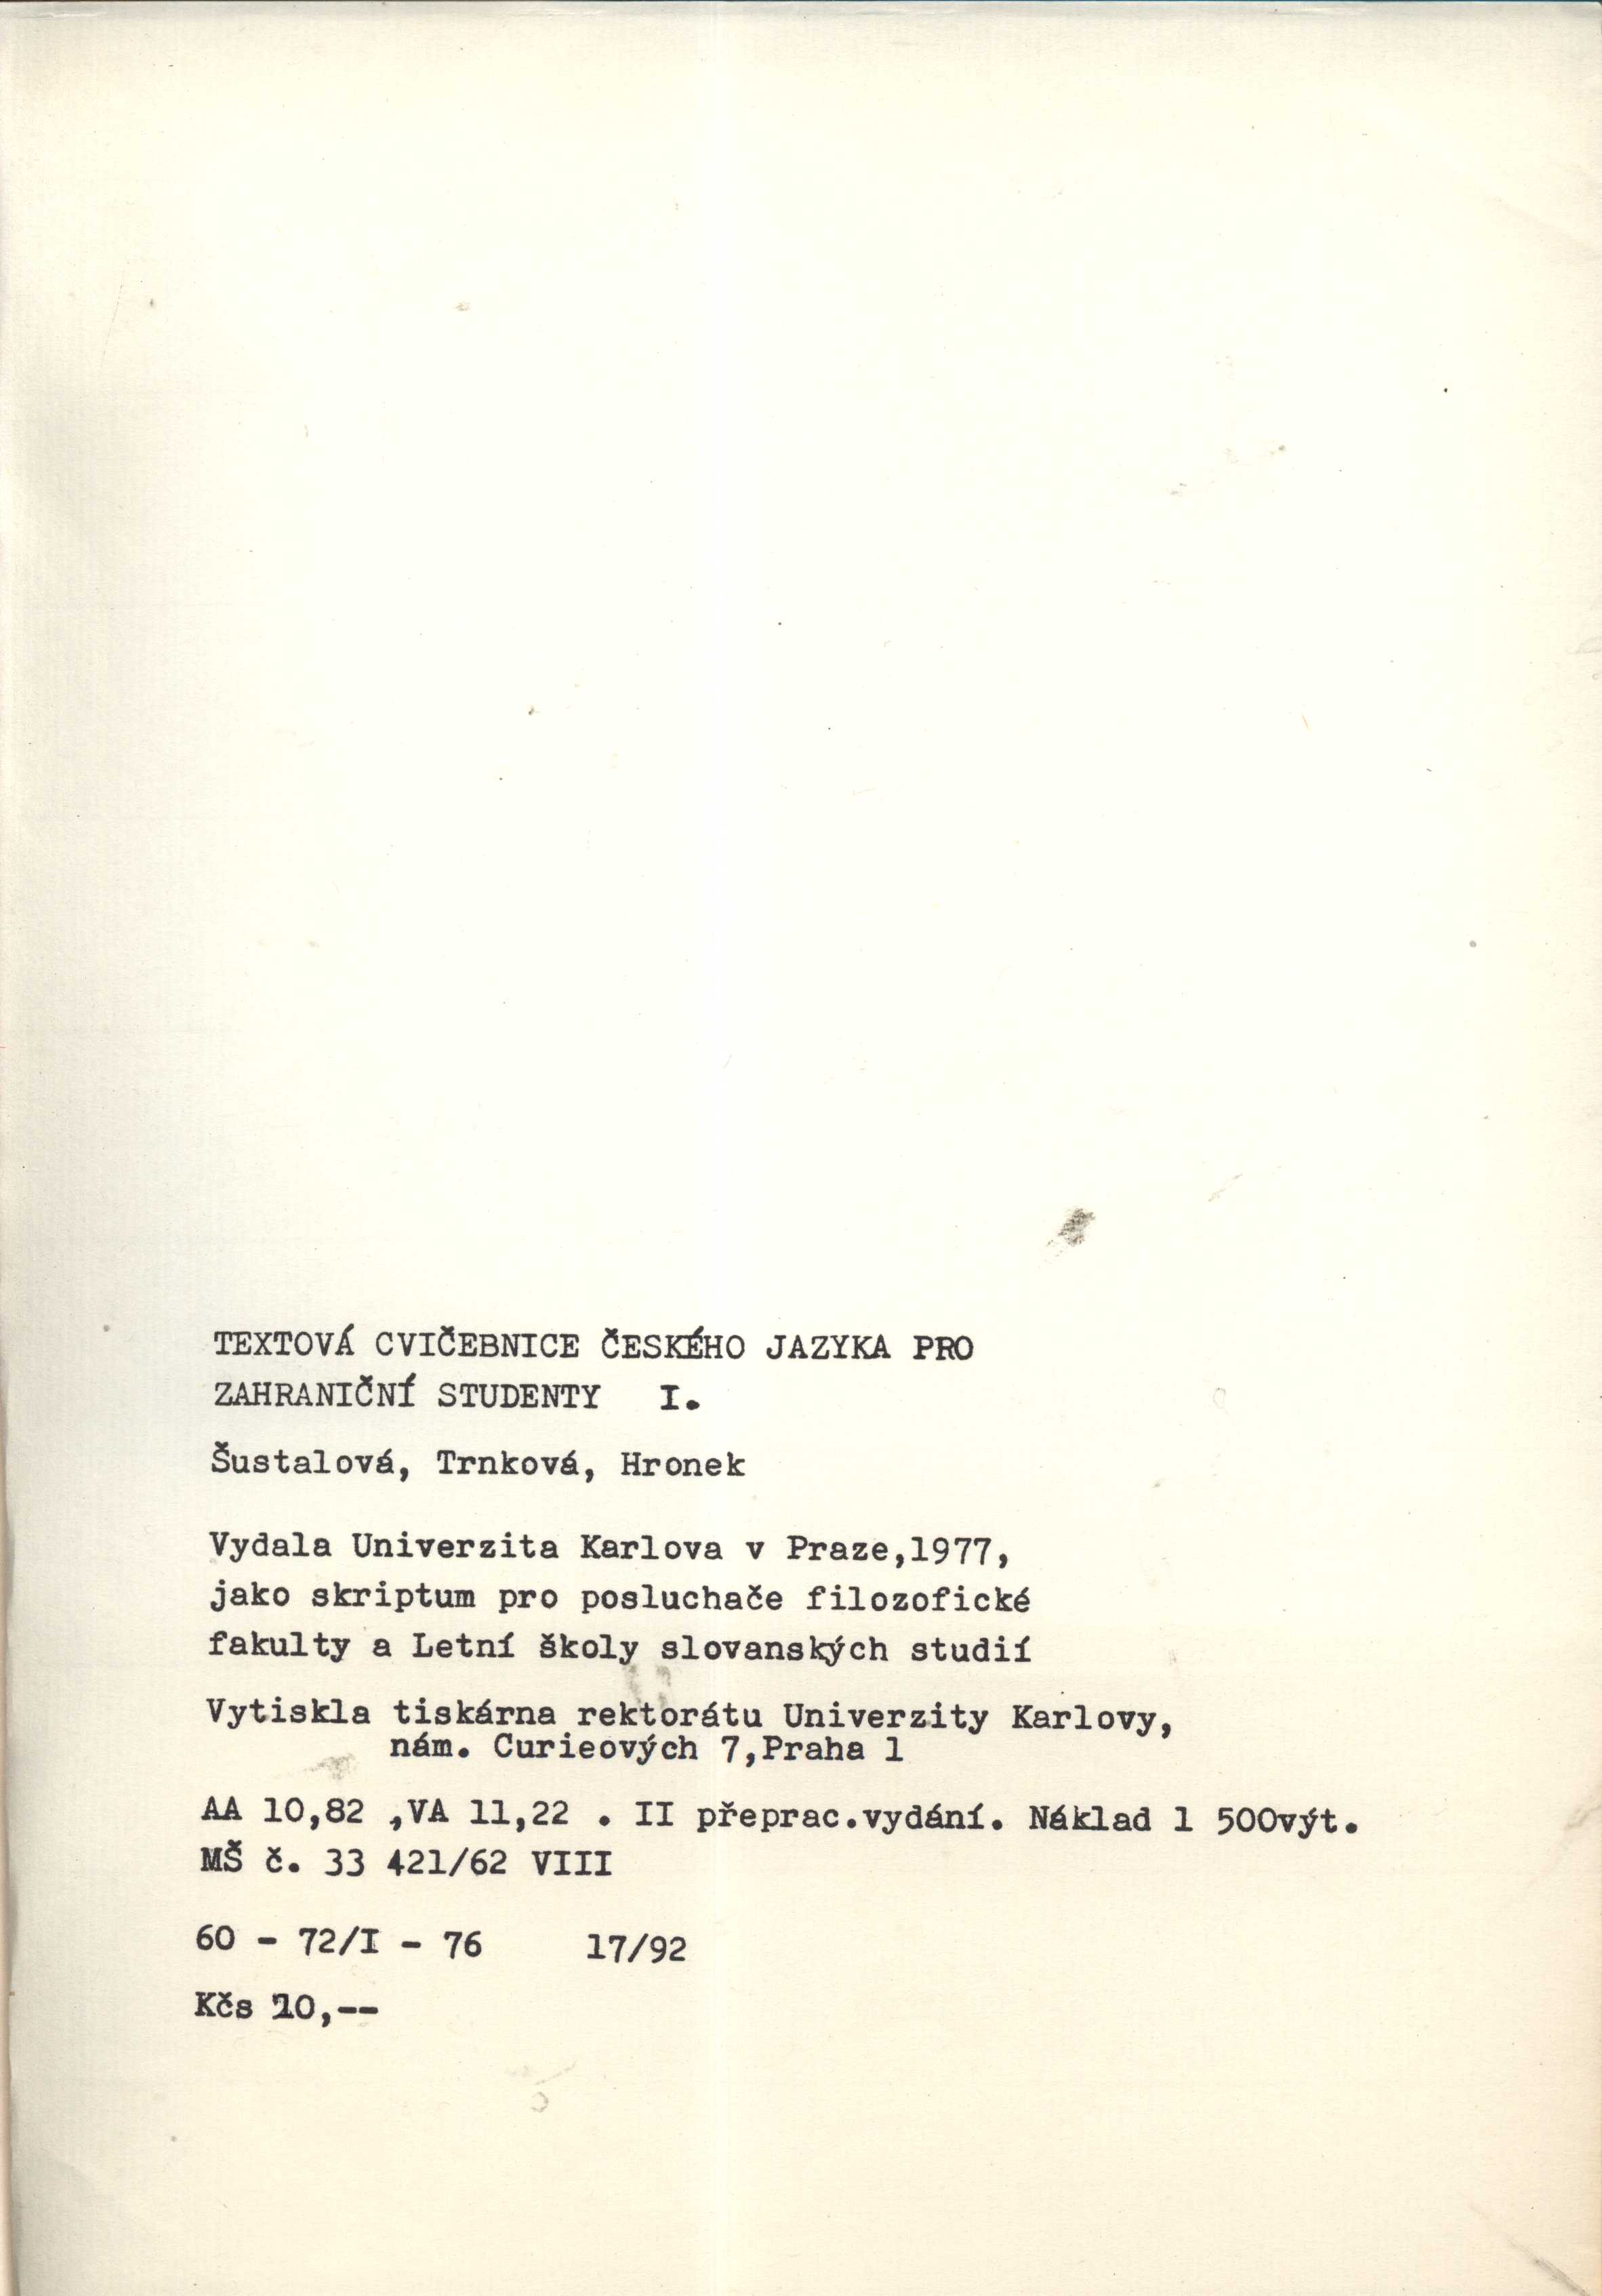 TEXTOVÁ CVIČEBNICE ČESKÉHO JAZYKA PRO
ZAHRANIČNÍ STUDENTY I.
Šustalová, Trnková, Hronek
Vydala Univerzita Karlova v Praze,1977,
jako skriptum pro posluchače filozofické
fakulty a Letní školy slovanských studií
Vytiskla tiskárna rektorátu Univerzity Karlovy,
nám. Curieových 7,Praha 1
AA 10,82 ,VA 11,22 . II přeprac.vydání. Náklad 1 500výt.
MŠ č. 33 421/62 VIII
60 - 72/I - 76 17/92
Kčs 10,--